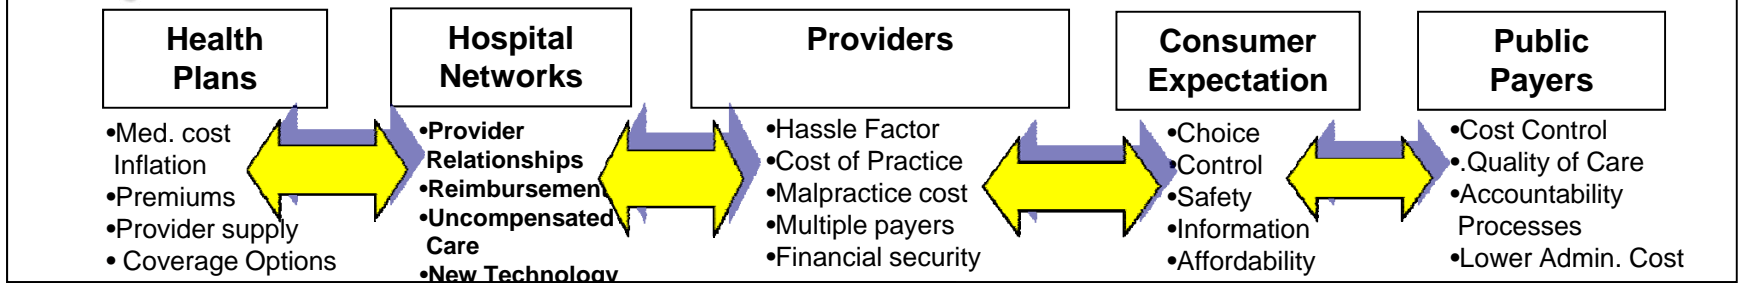 Health
Plans
•Med. cost
Inflation
•Premiums
•Provider supply
• Coverage Options
Hospital
Networks
•Provider
Relationships
•Reimbursement
•Uncompensated
Care
•New Technology
Providers
•Hassle Factor
•Cost of Practice
•Malpractice cost
•Multiple payers
•Financial security
Consumer
Expectation
•Choice
•Control
•Safety
•Information
•Affordability
Public
Payers
•Cost Control
•.Quality of Care
•Accountability
Processes
•Lower Admin. Cost